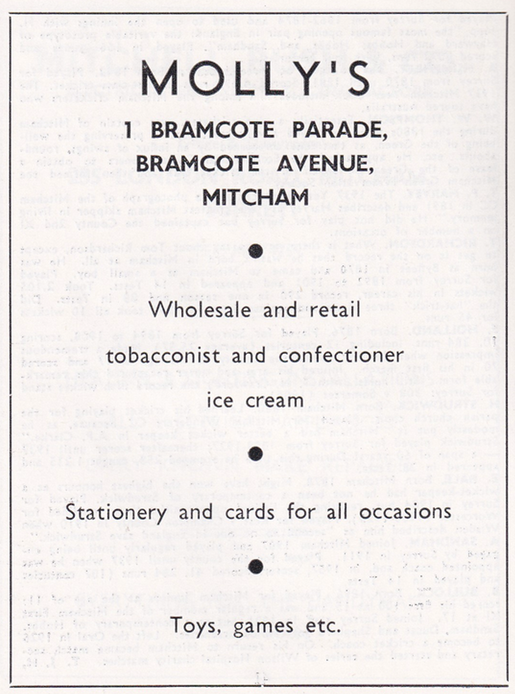 MOLLY'S
1 BRAMCOTE PARADE,
BRAMCOTE AVENUE,
MITCHAM
Wholesale and retail
tobacconist and confectioner
ice cream
Stationery and cards for all occasions
Toys, games etc.